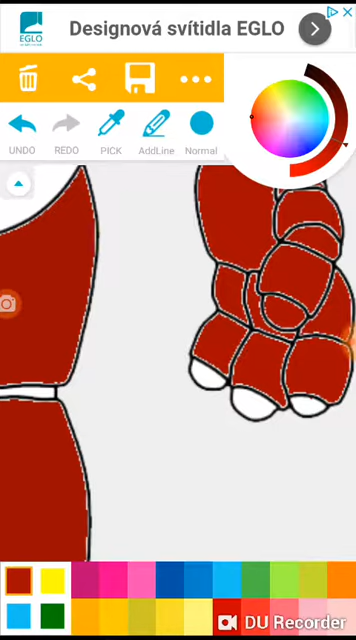 EGLO
Designová svítidla EGLO
UNDO
REDO
PICK
AddLine
Normal
DU Recorder